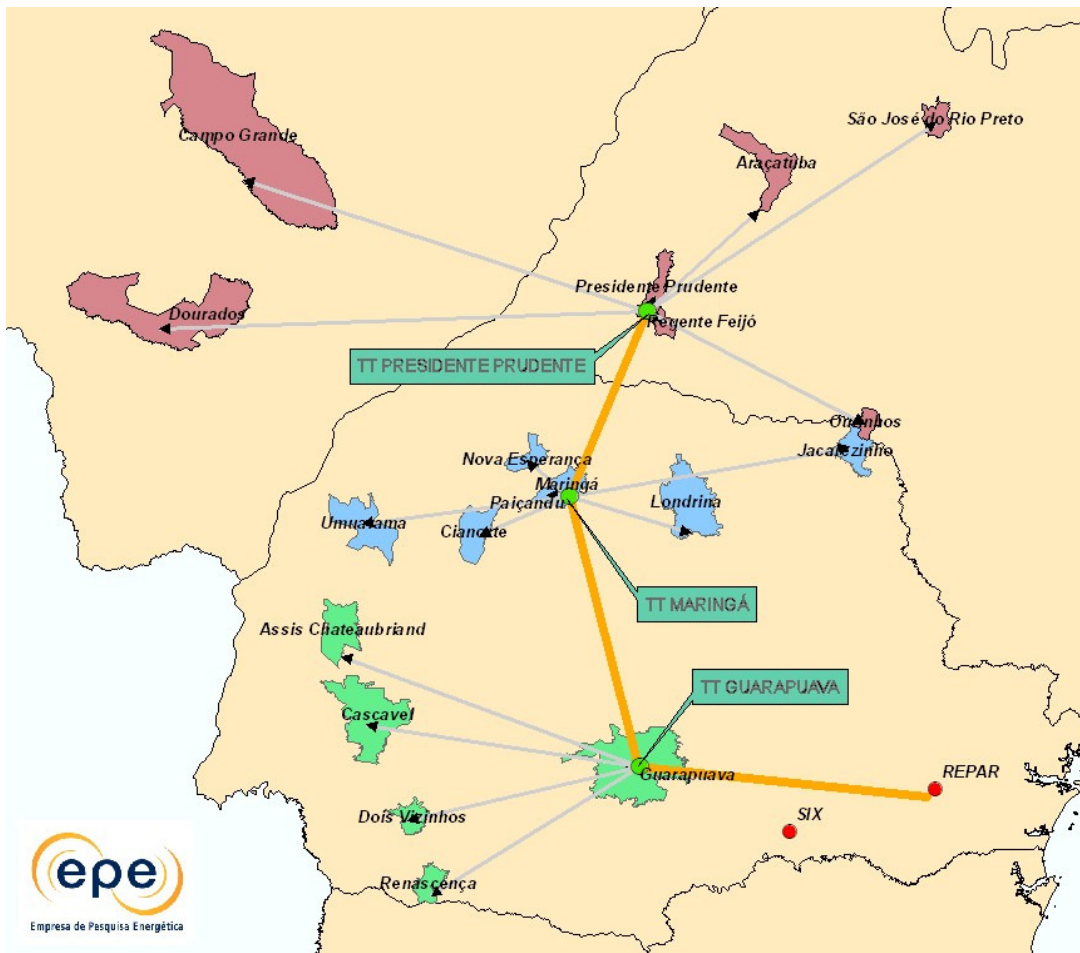 São José do Rio Preto
Campo Grande
Araçatuba
Presidente Prudente
Dourados
Regente Feijó
TT PRESIDENTE PRUDENTE
Ourinhos
Jacarezinho
Nova Esperança
Maringá
Paiçandu
Londrina
Umuarama
Cianorte
TT MARINGÁ
Assis Chateaubriand
TT GUARAPUAVA
Cascavel
Guarapuava
REPAR
SIX
Dois Vizinhos
Renascença
epe
Empresa de Pesquisa Energética